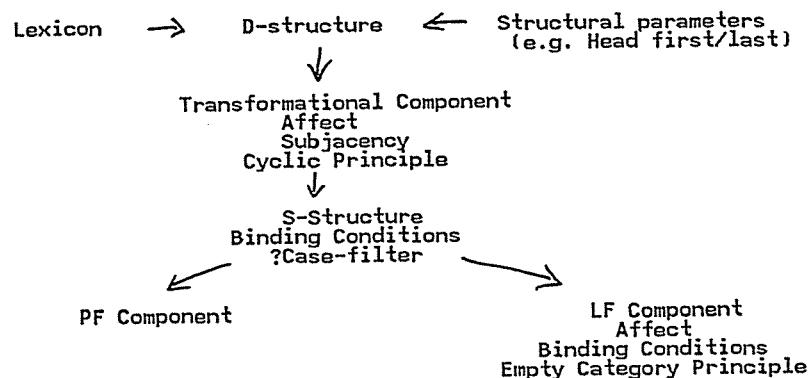 Lexicon → D-structure ← Structural parameters
(e.g. Head first/last)
Transformational Component
Affect
Subjacency
Cyclic Principle
S-Structure
Binding Conditions
?Case-filter
PF Component
LF Component
Affect
Binding Conditions
Empty Category Principle